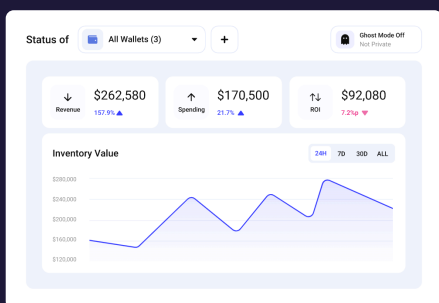 Status of
All Wallets (3)
+
Ghost Mode Off
Not Private
$262,580
Revenue
157.9%
$170,500
Spending
21.7%
$92,080
ROI
7.2%p
Inventory Value
24H 7D 30D ALL
$280,000
$240,000
$200,000
$160,000
$120,000